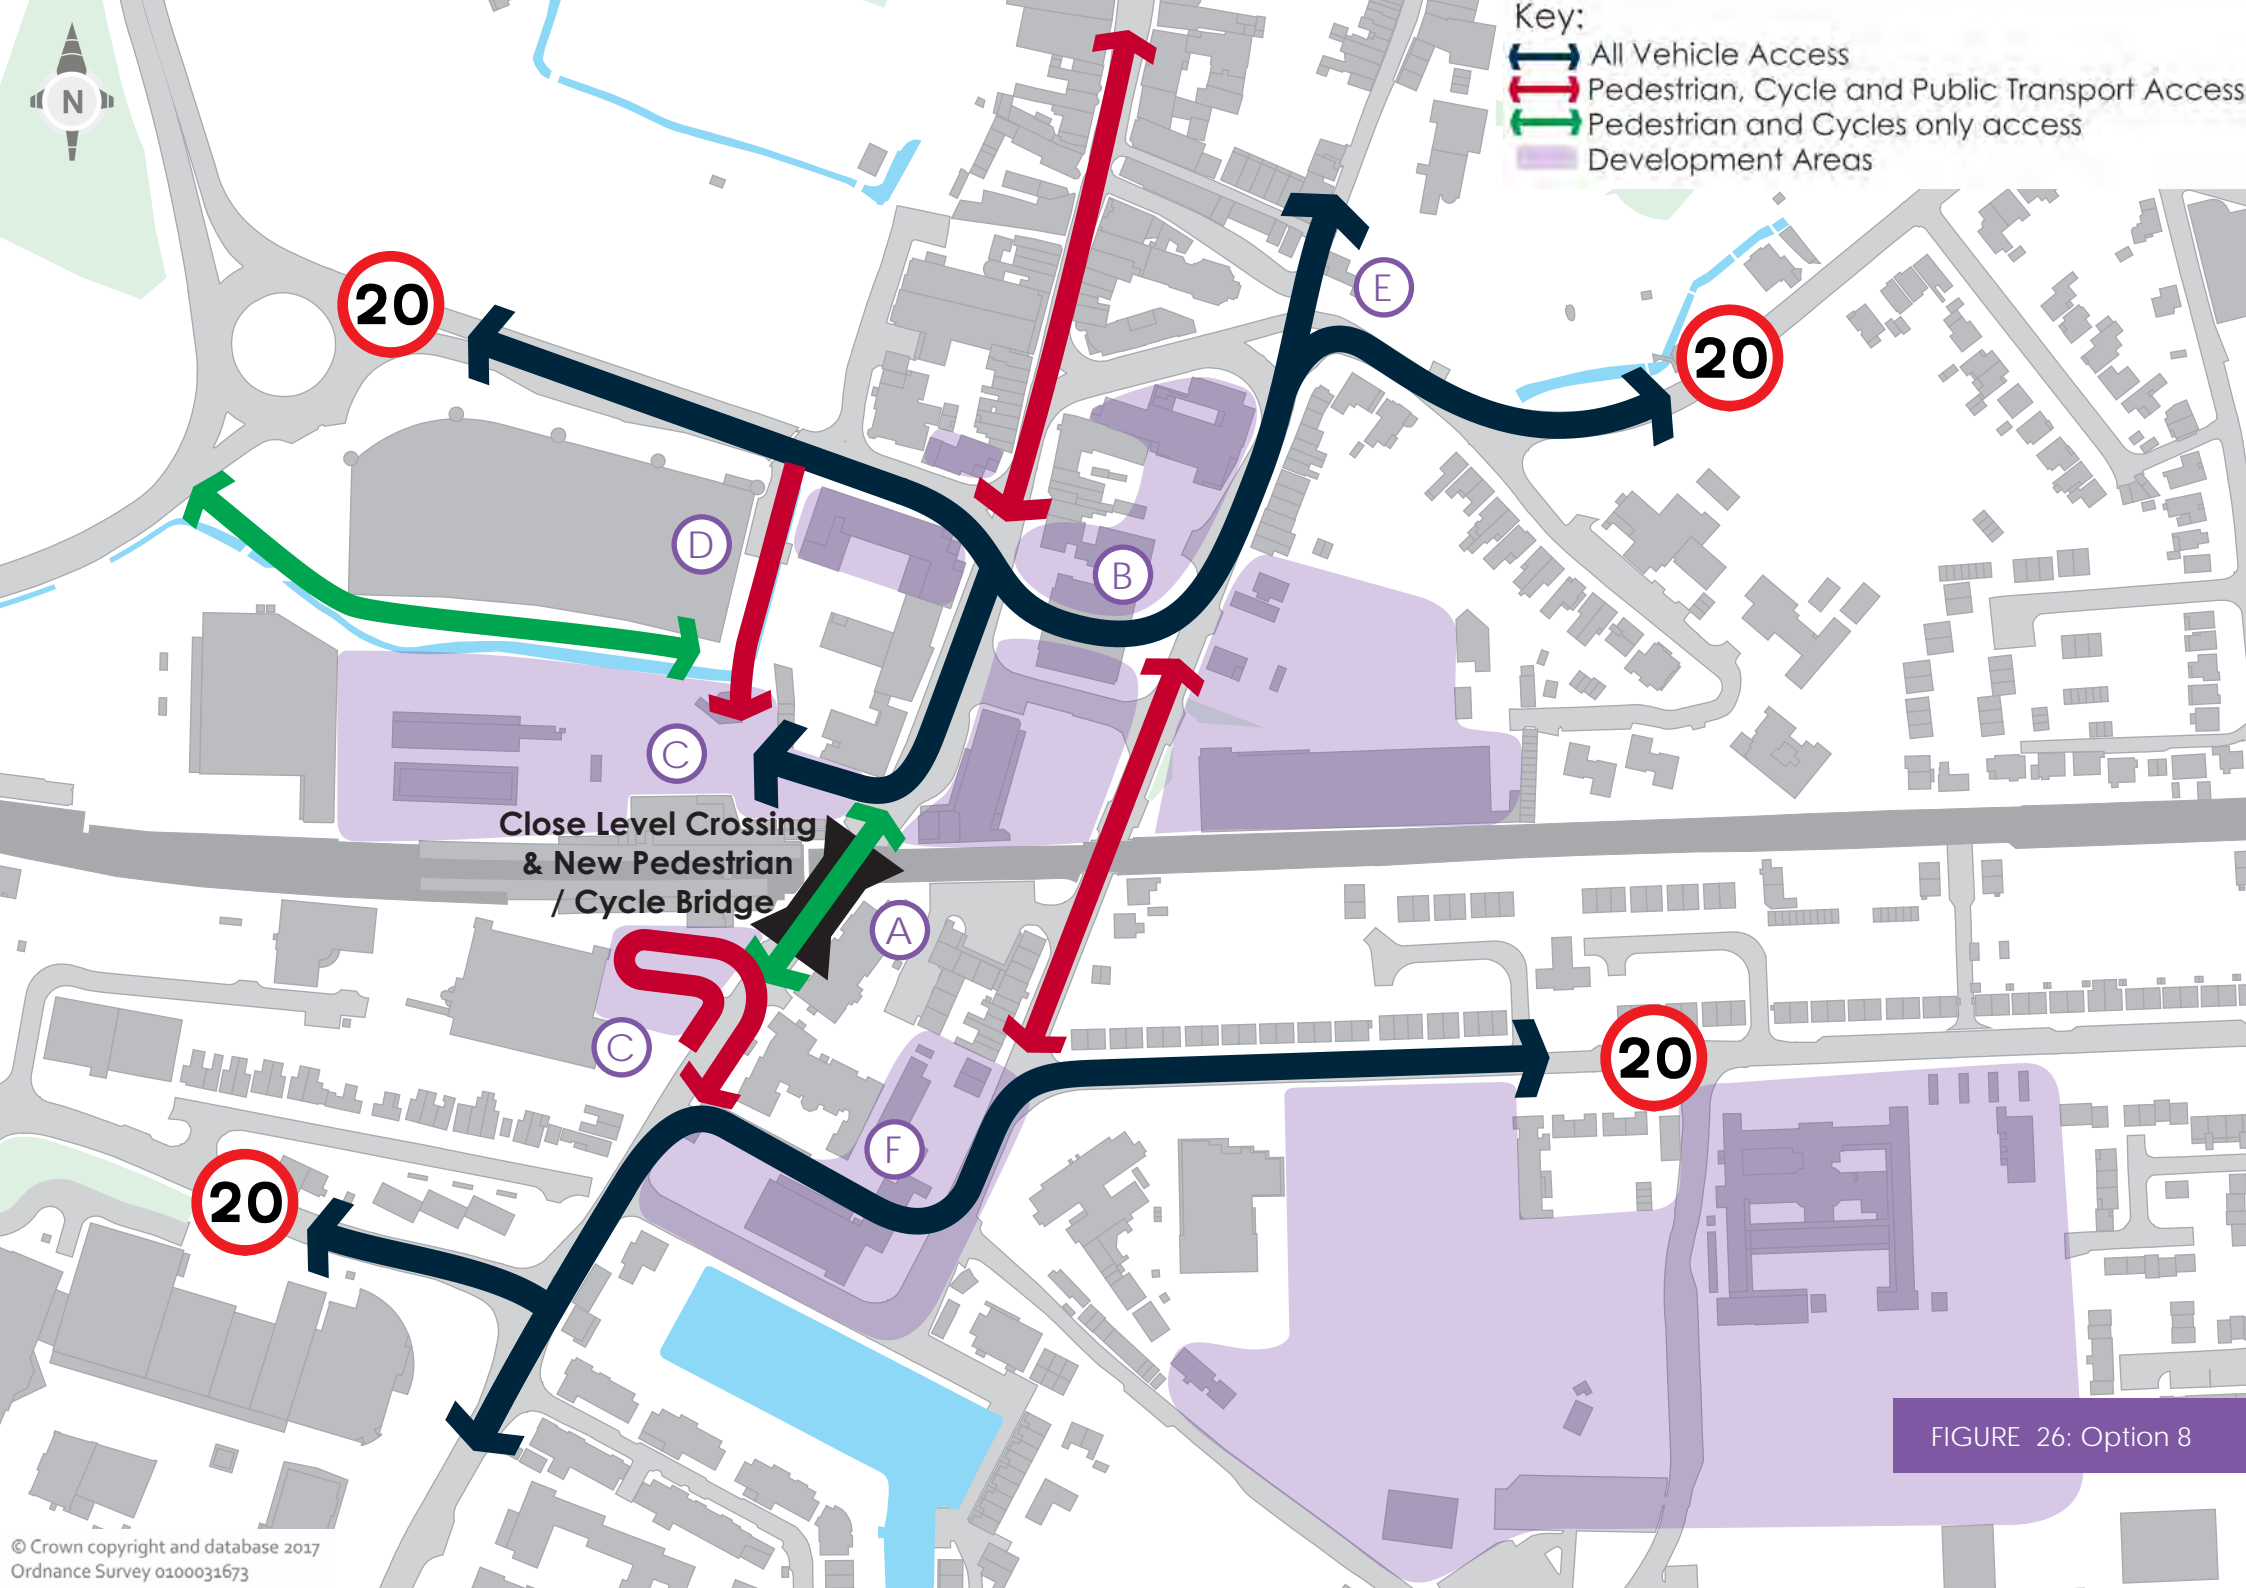 Key:
All Vehicle Access
Pedestrian, Cycle and Public Transport Access
Pedestrian and Cycles only access
Development Areas
N
20
E
20
D
B
C
Close Level Crossing
& New Pedestrian
/ Cycle Bridge
A
C
20
F
20
FIGURE 26: Option 8
© Crown copyright and database 2017
Ordnance Survey 0100031673